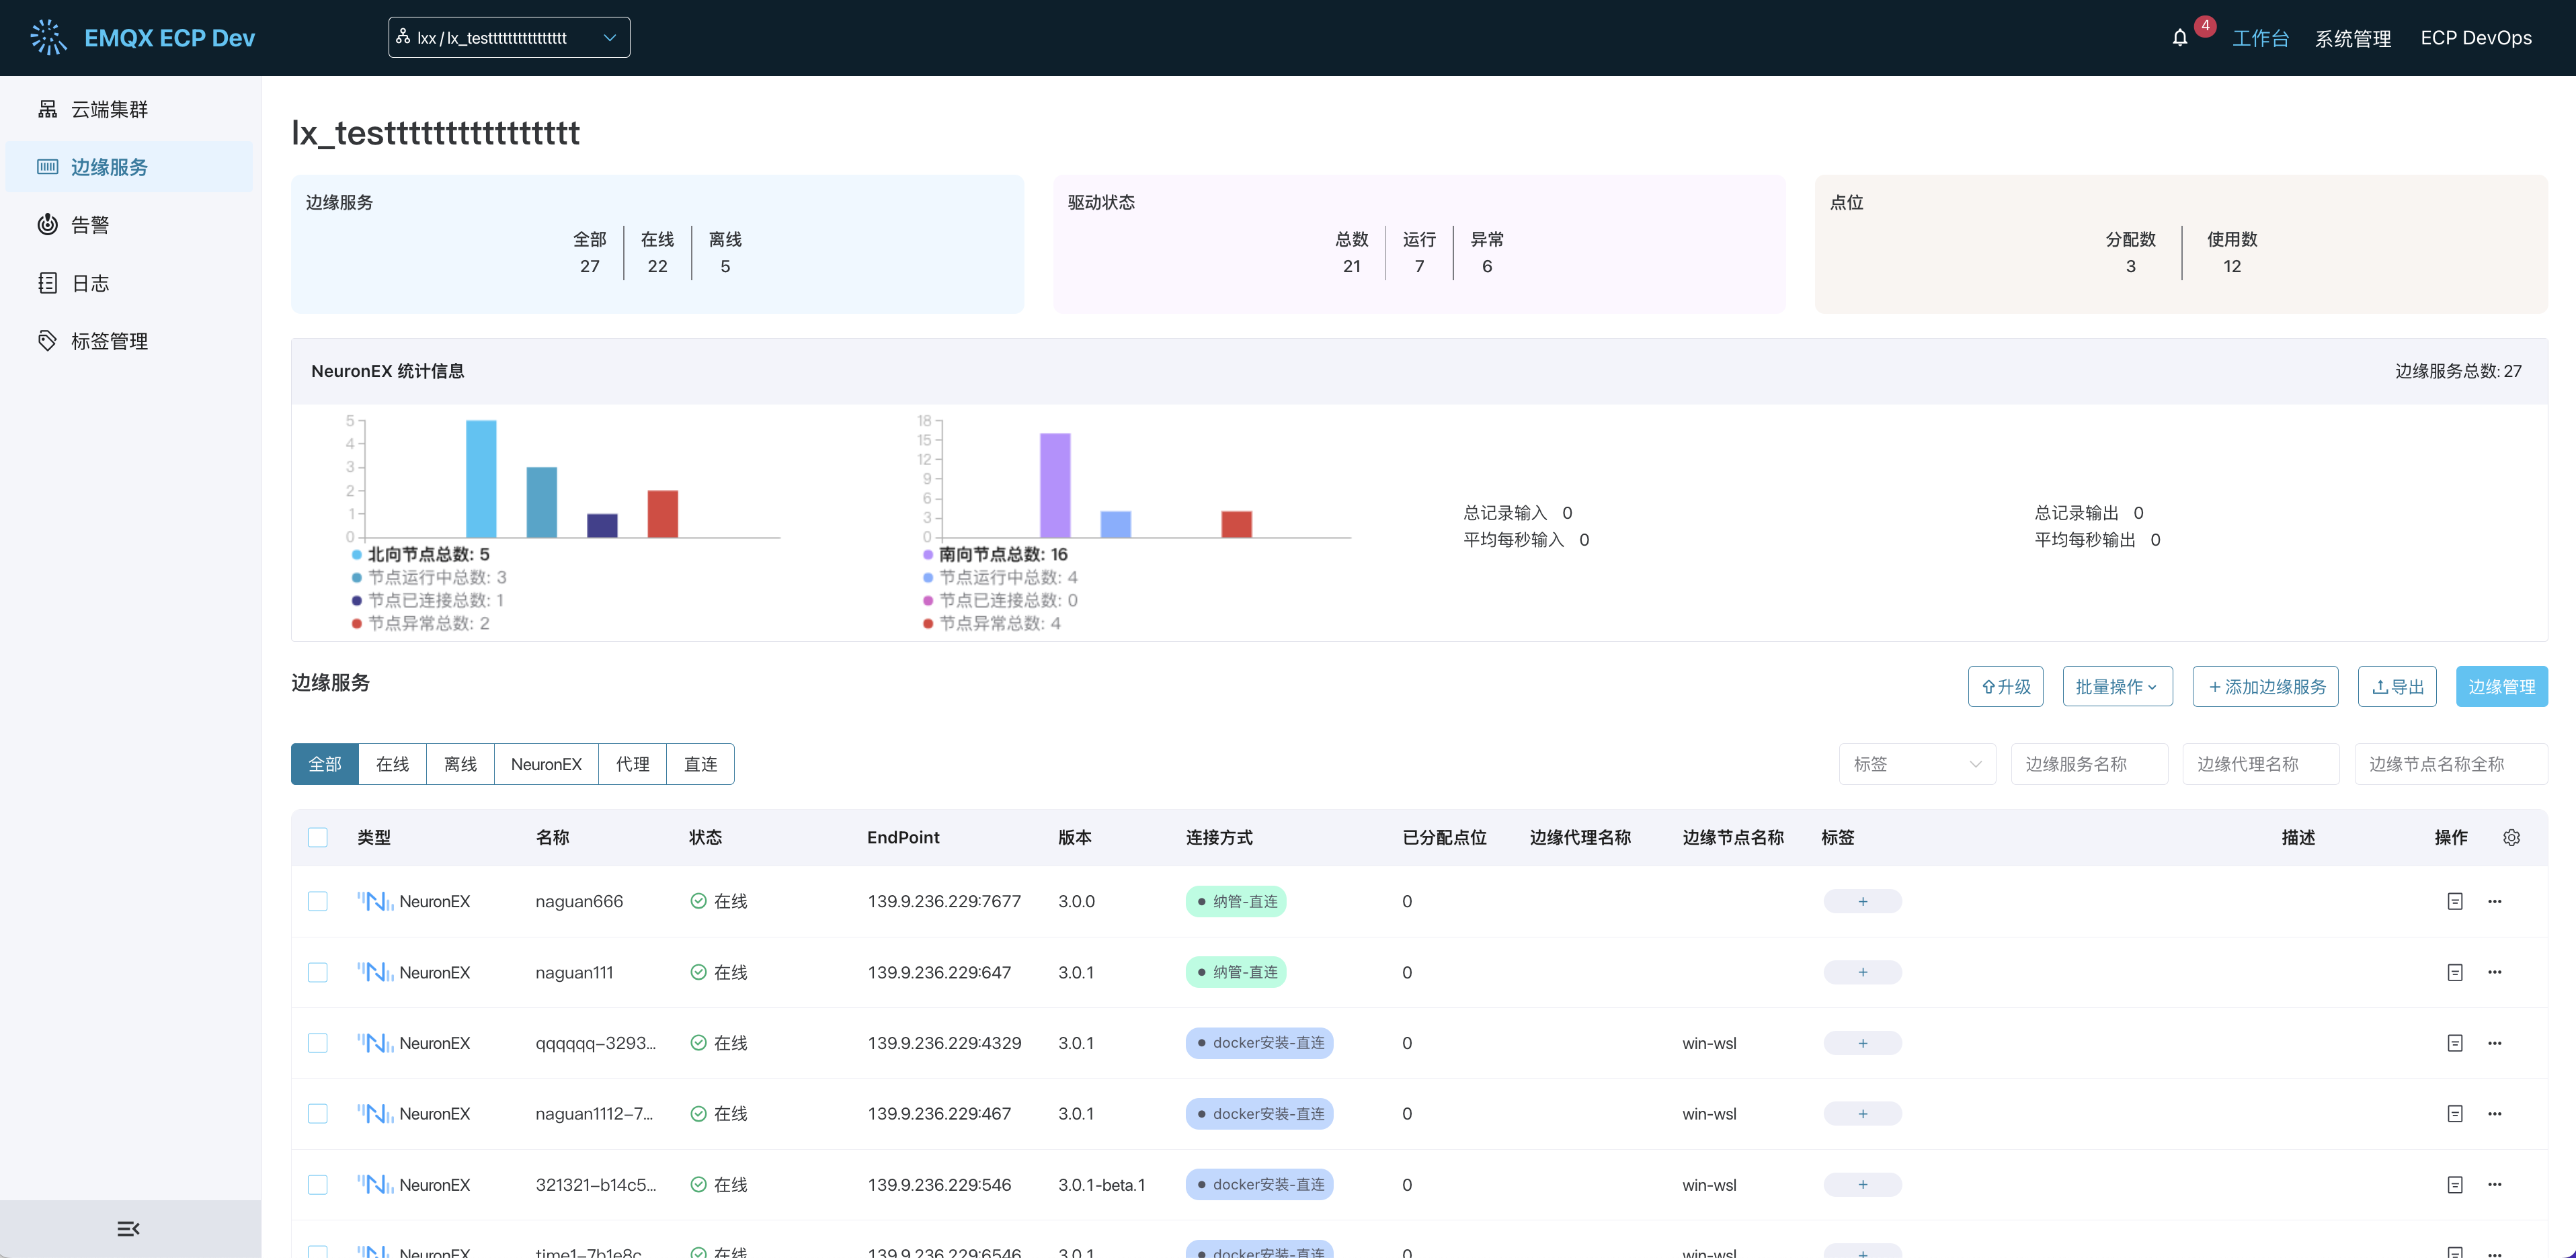 EMQX ECP Dev
lxx / lx_testttttttttttttttt
4
工作台
系统管理
ECP DevOps
云端集群
边缘服务
告警
日志
标签管理
lx_testttttttttttttttt
边缘服务
全部 在线 离线
27 22 5
驱动状态
总数 运行 异常
21 7 6
点位
分配数 使用数
3 12
NeuronEX 统计信息
边缘服务总数: 27
5
4
3
2
1
0
北向节点总数: 5
节点运行中总数: 3
节点已连接总数: 1
节点异常总数: 2
18
15
12
9
6
3
0
南向节点总数: 16
节点运行中总数: 4
节点已连接总数: 0
节点异常总数: 4
总记录输入 0
平均每秒输入 0
总记录输出 0
平均每秒输出 0
边缘服务
升级 批量操作 + 添加边缘服务 导出 边缘管理
全部 在线 离线 NeuronEX 代理 直连
标签 边缘服务名称 边缘代理名称 边缘节点名称全称
类型 名称 状态 EndPoint 版本 连接方式 已分配点位 边缘代理名称 边缘节点名称 标签 描述 操作
NeuronEX naguan666 在线 139.9.236.229:7677 3.0.0 纳管-直连 0 +
NeuronEX naguan111 在线 139.9.236.229:647 3.0.1 纳管-直连 0 +
NeuronEX qqqqqq-3293... 在线 139.9.236.229:4329 3.0.1 docker安装-直连 0 win-wsl +
NeuronEX naguan1112-7... 在线 139.9.236.229:467 3.0.1 docker安装-直连 0 win-wsl +
NeuronEX 321321-b14c5... 在线 139.9.236.229:546 3.0.1-beta.1 docker安装-直连 0 win-wsl +
NeuronEX time1-7b1e8c... 在线 139.9.236.229:6546 3.0.1 docker安装-直连 0 win-wsl +